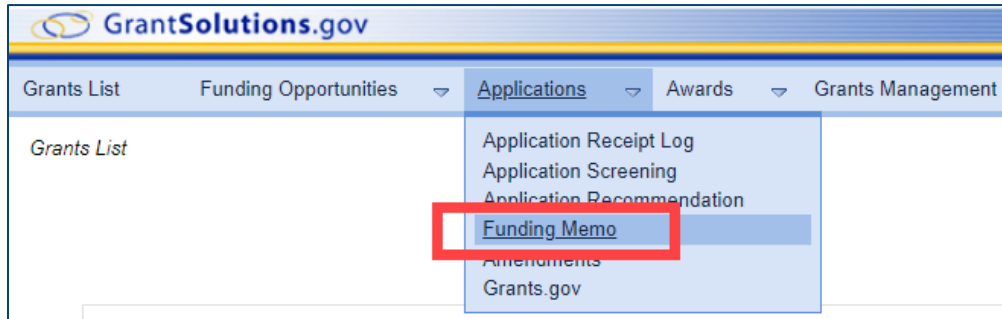 GrantSolutions.gov
Grants List Funding Opportunities Applications Awards Grants Management
Grants List
Application Receipt Log
Application Screening
Application Recommendation
Funding Memo
Amendments
Grants.gov